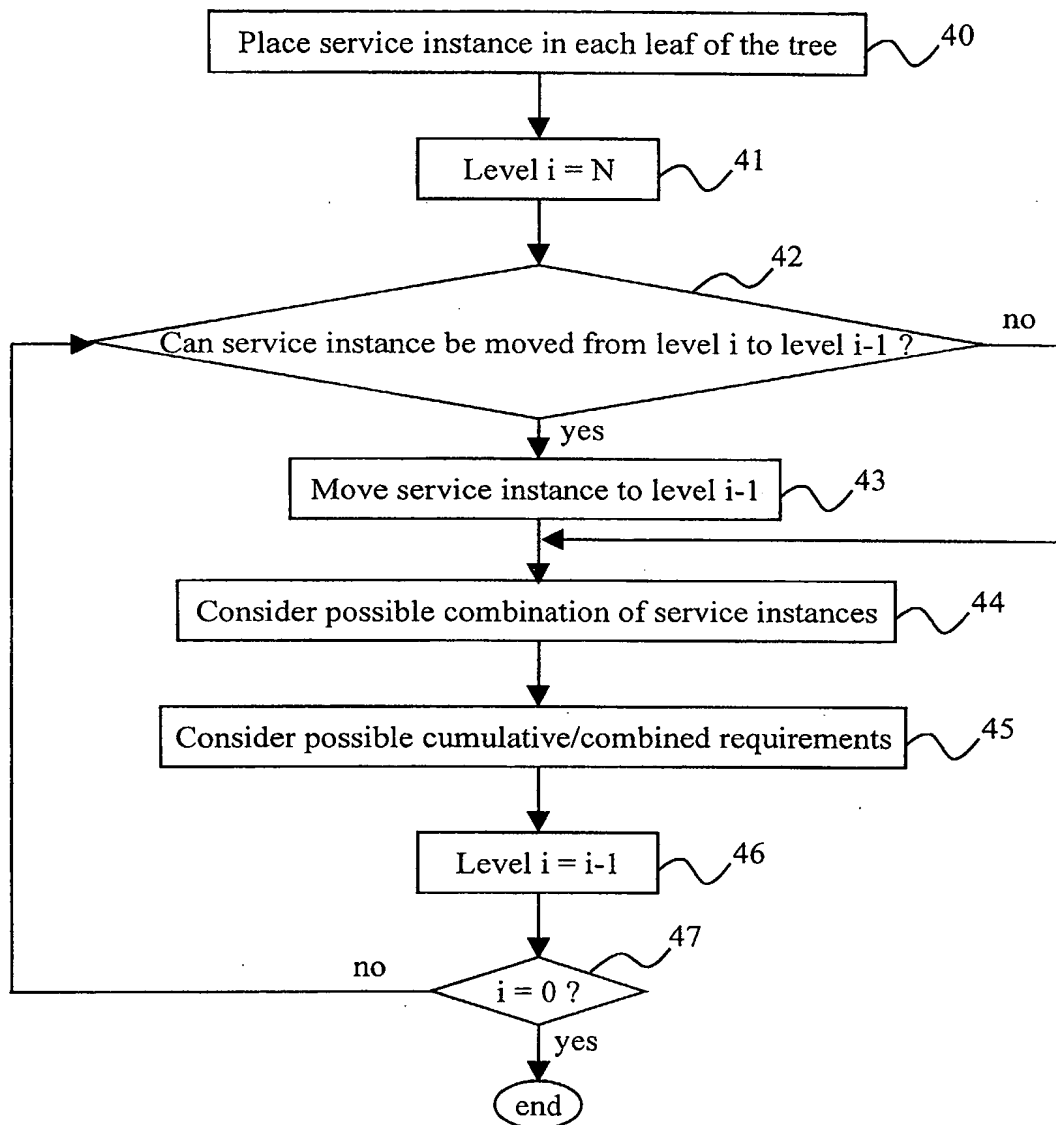 Place service instance in each leaf of the tree
40
Level i = N
41
42
Can service instance be moved from level i to level i-1 ?
no
yes
Move service instance to level i-1
43
Consider possible combination of service instances
44
Consider possible cumulative/combined requirements
45
Level i = i-1
46
47
no
i = 0 ?
yes
end